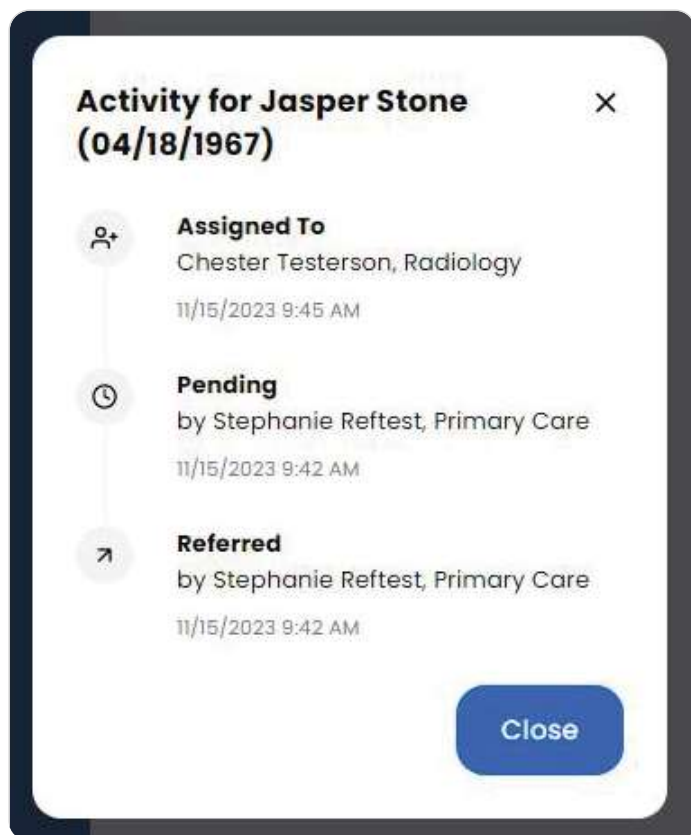 Activity for Jasper Stone
(04/18/1967)
Assigned To
Chester Testerson, Radiology
11/15/2023 9:45 AM
Pending
by Stephanie Reftest, Primary Care
11/15/2023 9:42 AM
Referred
by Stephanie Reftest, Primary Care
11/15/2023 9:42 AM
Close